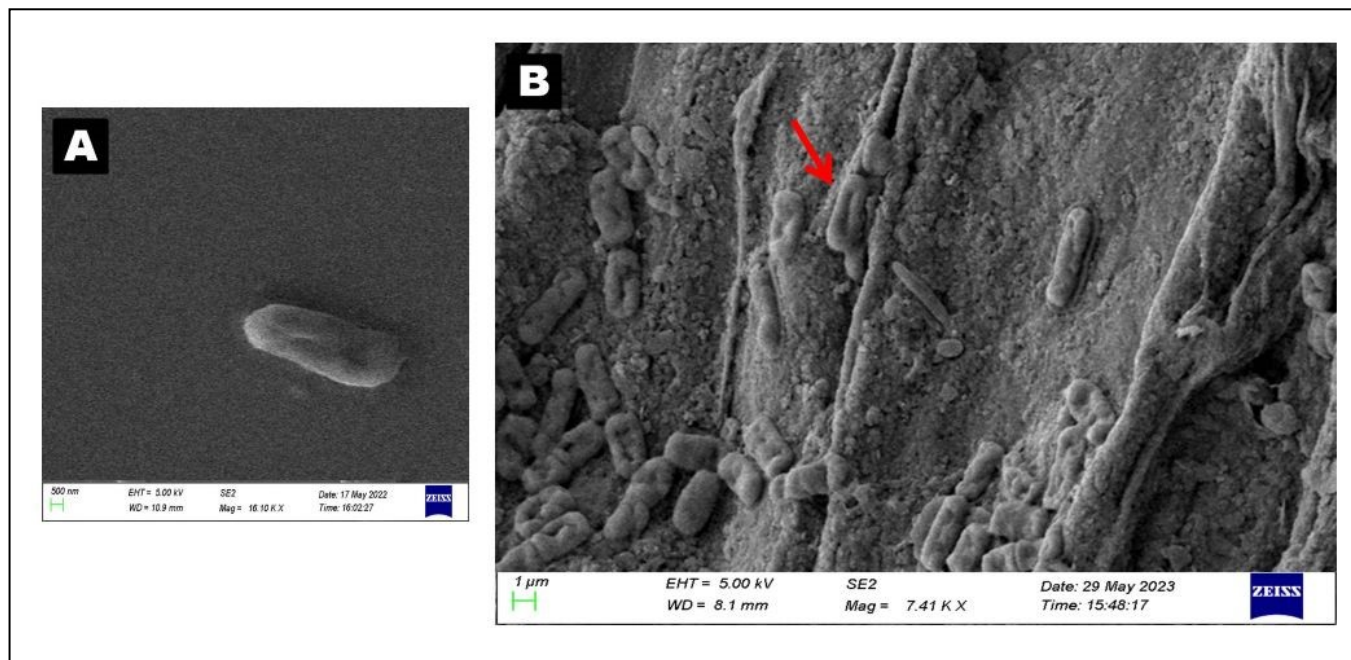 A
500 nm
EHT = 5.00 kV
SE2
Date: 17 May 2022
WD = 10.9 mm
Mag = 16.10 K X
Time: 16:02:27
ZEISS
B
1 µm
EHT = 5.00 kV
SE2
Date: 29 May 2023
WD = 8.1 mm
Mag = 7.41 K X
Time: 15:48:17
ZEISS